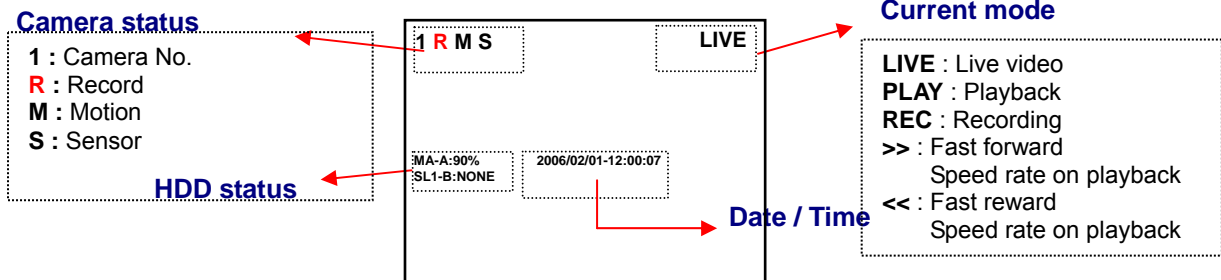 Camera status
1 : Camera No.
R : Record
M : Motion
S : Sensor
HDD status
1 R M S
LIVE
MA-A:90%
SL1-B:NONE
2006/02/01-12:00:07
Date / Time
Current mode
LIVE : Live video
PLAY : Playback
REC : Recording
>> : Fast forward
Speed rate on playback
<< : Fast reward
Speed rate on playback